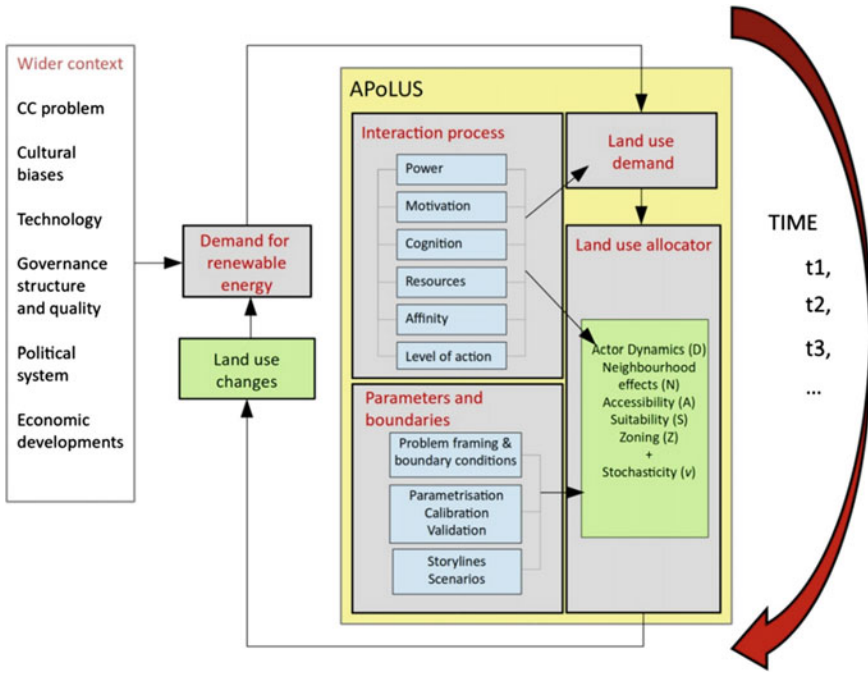 Wider context
CC problem
Cultural
biases
Technology
Governance
structure
and quality
Political
system
Economic
developments
Demand for
renewable
energy
Land use
changes
APoLUS
Interaction process
Power
Motivation
Cognition
Resources
Affinity
Level of action
Parameters and
boundaries
Problem framing &
boundary conditions
Parametrisation
Calibration
Validation
Storylines
Scenarios
Land use
demand
Land use allocator
Actor Dynamics (D)
Neighbourhood
effects (N)
Accessibility (A)
Suitability (S)
Zoning (Z)
+
Stochasticity (v)
TIME
t1,
t2,
t3,
...